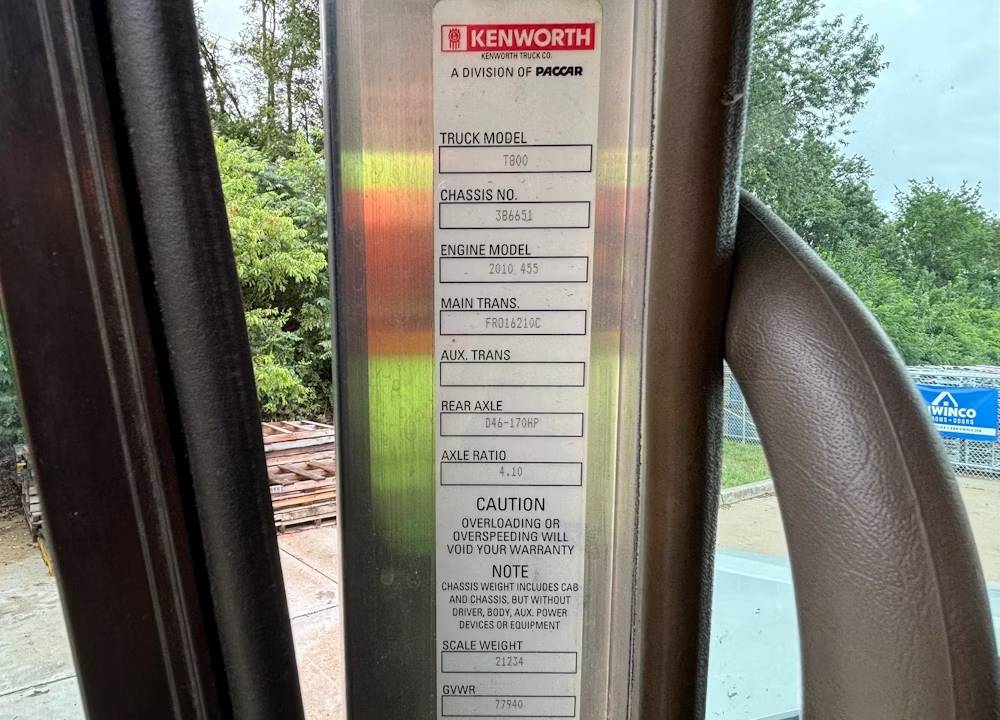 KENWORTH
KENWORTH TRUCK CO.
A DIVISION OF PACCAR
TRUCK MODEL
T800
CHASSIS NO.
386651
ENGINE MODEL
2010 455
MAIN TRANS.
FRO16210C
AUX. TRANS
REAR AXLE
D46-170HP
AXLE RATIO
4.10
CAUTION
OVERLOADING OR
OVERSPEEDING WILL
VOID YOUR WARRANTY
NOTE
CHASSIS WEIGHT INCLUDES CAB
AND CHASSIS, BUT WITHOUT
DRIVER, BODY, AUX. POWER
DEVICES OR EQUIPMENT
SCALE WEIGHT
21234
GVWR
77940